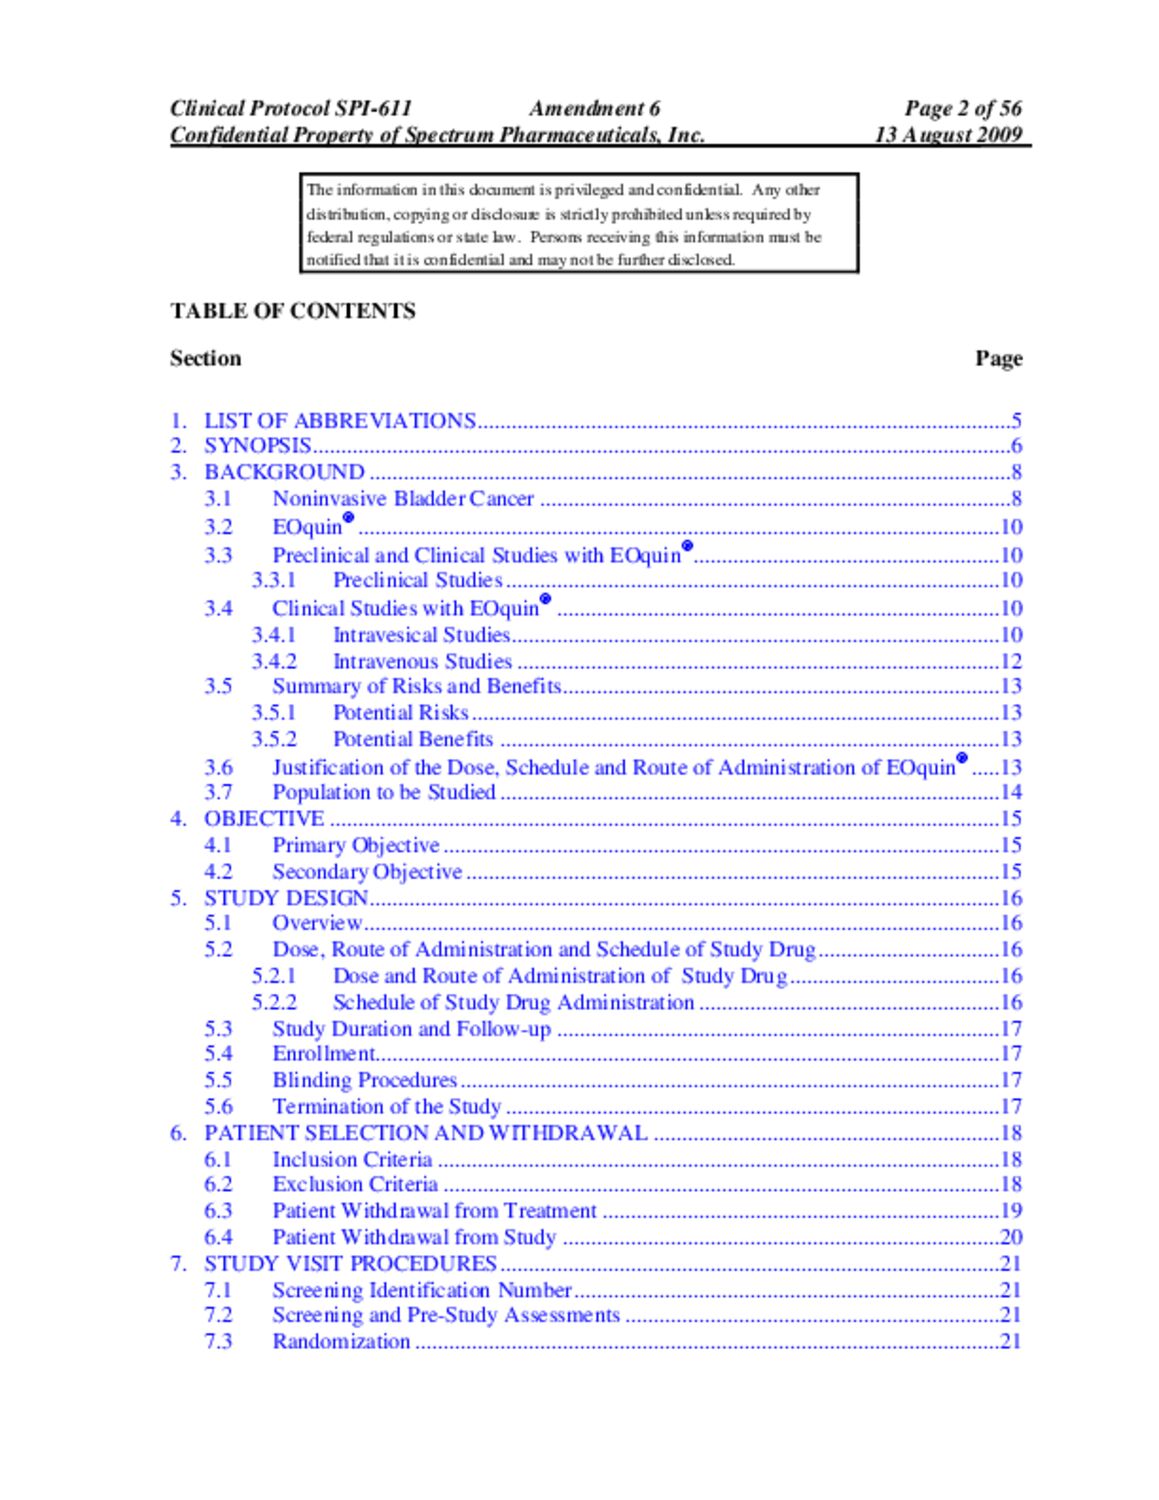 Clinical Protocol SPI-611 Amendment 6 Page 2 of 56
Confidential Property of Spectrum Pharmaceuticals, Inc. 13 August 2009
The information in this document is privileged and confidential. Any other
distribution, copying or disclosure is strictly prohibited unless required by
federal regulations or state law. Persons receiving this information must be
notified that it is confidential and may not be further disclosed.
TABLE OF CONTENTS
Section Page
1. LIST OF ABBREVIATIONS....................5
2. SYNOPSIS....................6
3. BACKGROUND ....................8
3.1 Noninvasive Bladder Cancer ....................8
3.2 EOquin® ....................10
3.3 Preclinical and Clinical Studies with EOquin®....................10
3.3.1 Preclinical Studies....................10
3.4 Clinical Studies with EOquin® ....................10
3.4.1 Intravesical Studies....................10
3.4.2 Intravenous Studies ....................12
3.5 Summary of Risks and Benefits....................13
3.5.1 Potential Risks....................13
3.5.2 Potential Benefits ....................13
3.6 Justification of the Dose, Schedule and Route of Administration of EOquin® .....13
3.7 Population to be Studied ....................14
4. OBJECTIVE ....................15
4.1 Primary Objective....................15
4.2 Secondary Objective....................15
5. STUDY DESIGN....................16
5.1 Overview....................16
5.2 Dose, Route of Administration and Schedule of Study Drug....................16
5.2.1 Dose and Route of Administration of Study Drug....................16
5.2.2 Schedule of Study Drug Administration ....................16
5.3 Study Duration and Follow-up ....................17
5.4 Enrollment....................17
5.5 Blinding Procedures....................17
5.6 Termination of the Study ....................17
6. PATIENT SELECTION AND WITHDRAWAL ....................18
6.1 Inclusion Criteria ....................18
6.2 Exclusion Criteria ....................18
6.3 Patient Withdrawal from Treatment ....................19
6.4 Patient Withdrawal from Study ....................20
7. STUDY VISIT PROCEDURES....................21
7.1 Screening Identification Number....................21
7.2 Screening and Pre-Study Assessments ....................21
7.3 Randomization ....................21